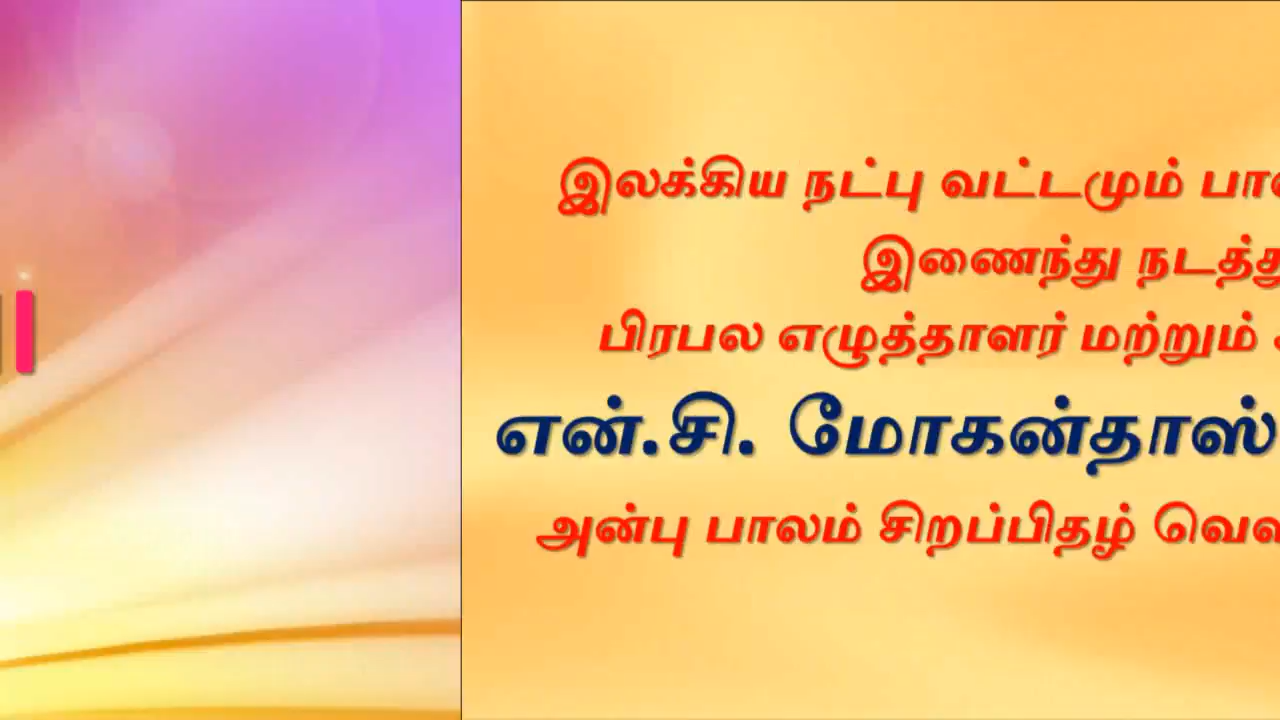 இலக்கிய நட்பு வட்டமும்
இணைந்து
பிரபல எழுத்தாளர் மற்றும்
என்.சி. மோகன்தாஸ்
அன்பு பாலம் சிறப்பிதழ்